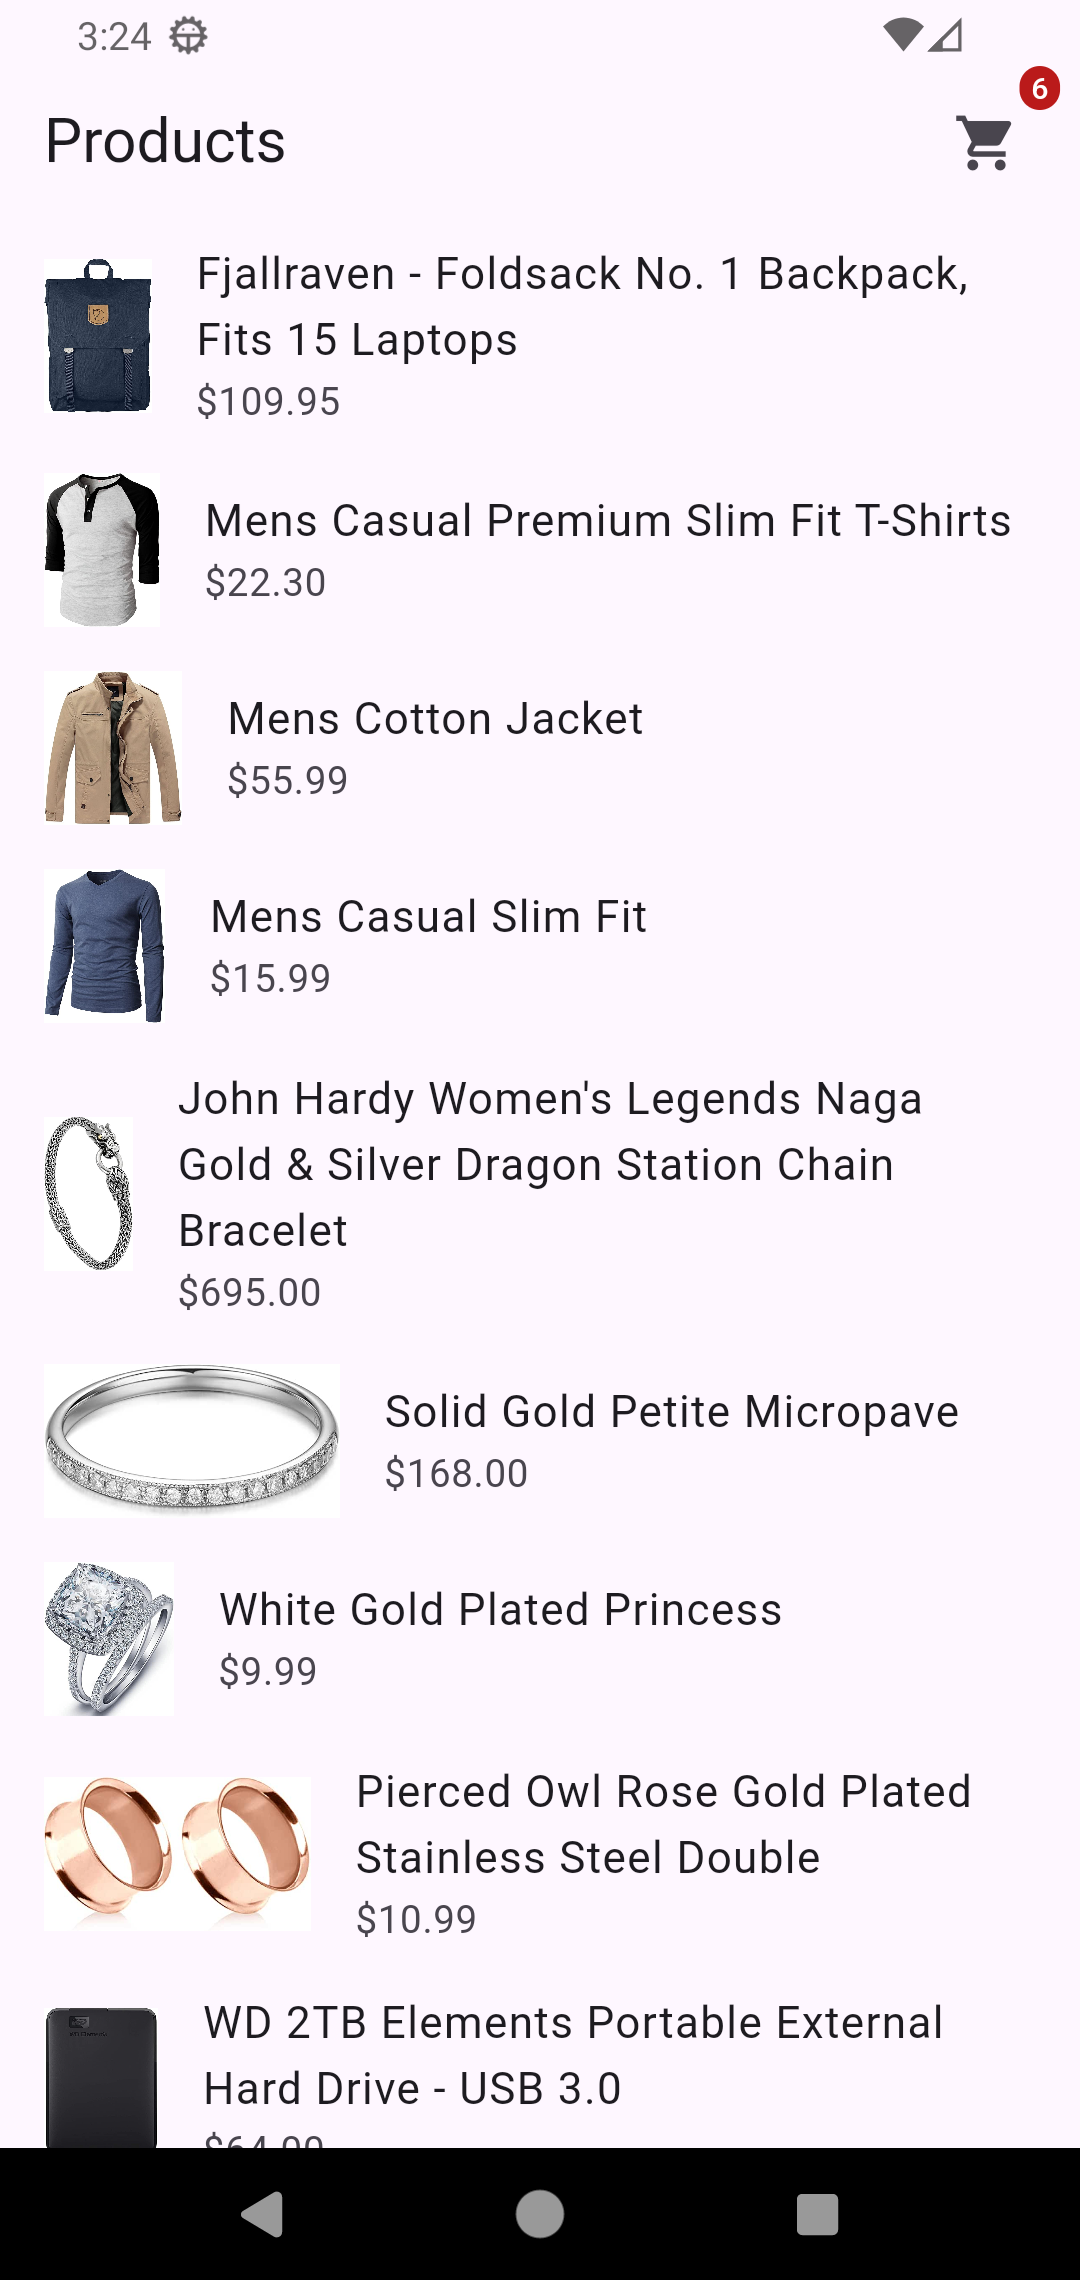 3:24
6
Products
Fjallraven - Foldsack No. 1 Backpack,
Fits 15 Laptops
$109.95
Mens Casual Premium Slim Fit T-Shirts
$22.30
Mens Cotton Jacket
$55.99
Mens Casual Slim Fit
$15.99
John Hardy Women's Legends Naga
Gold & Silver Dragon Station Chain
Bracelet
$695.00
Solid Gold Petite Micropave
$168.00
White Gold Plated Princess
$9.99
Pierced Owl Rose Gold Plated
Stainless Steel Double
$10.99
WD 2TB Elements Portable External
Hard Drive - USB 3.0
$64.00